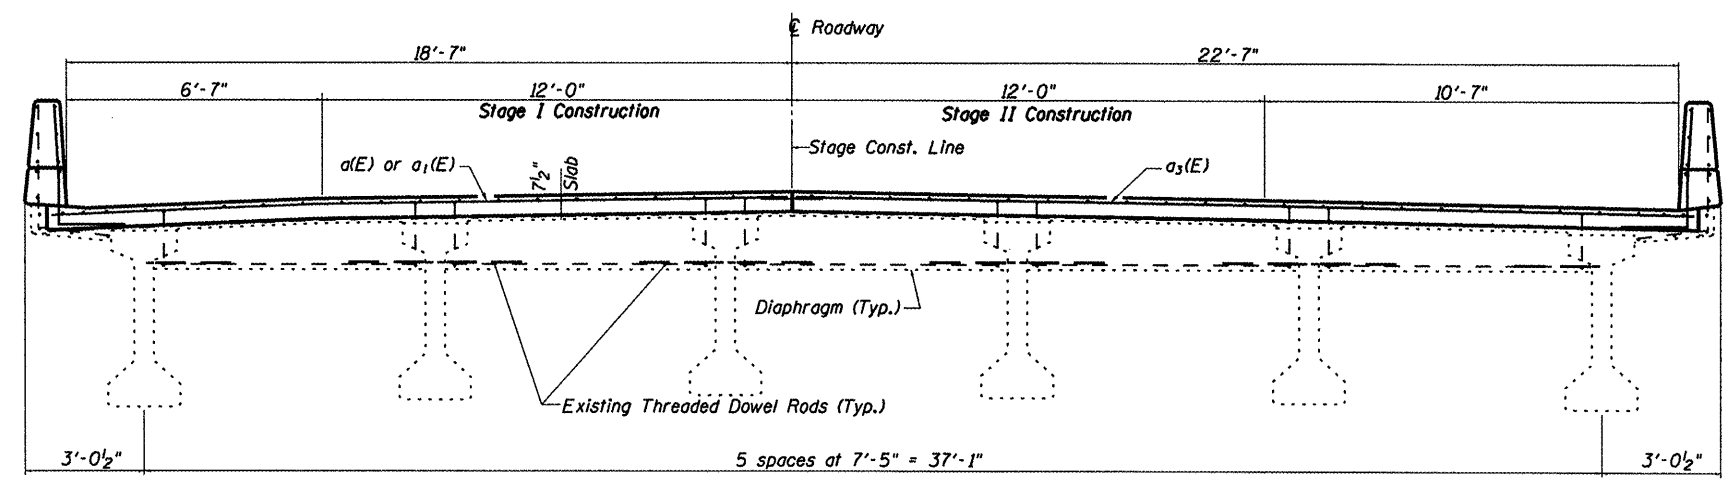 ℄ Roadway
18'-7"
22'-7"
6'-7"
12'-0"
12'-0"
10'-7"
Stage I Construction
Stage II Construction
Stage Const. Line
a(E) or a₁(E)
7½" Slab
a₃(E)
Diaphragm (Typ.)
Existing Threaded Dowel Rods (Typ.)
3'-0½"
5 spaces at 7'-5" = 37'-1"
3'-0½"